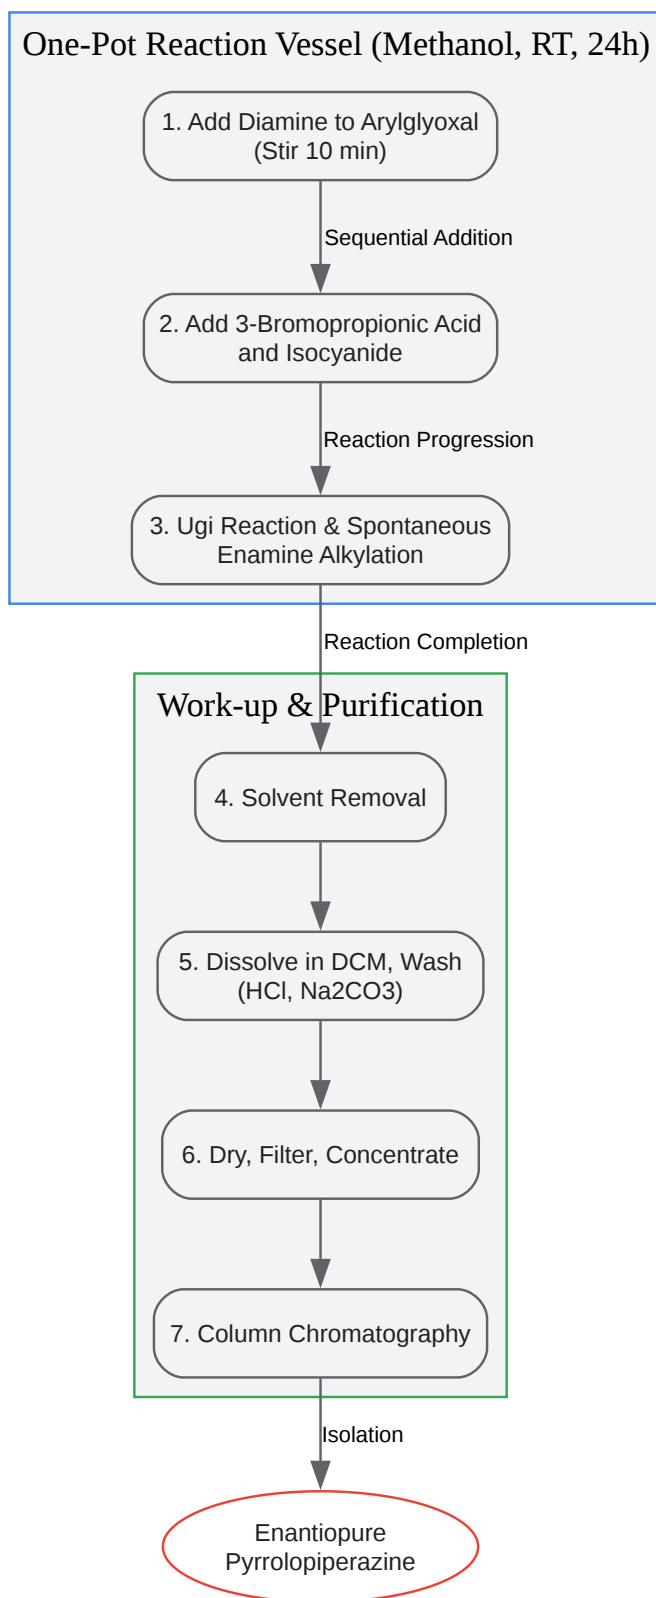 One-Pot Reaction Vessel (Methanol, RT, 24h)
1. Add Diamine to Arylglyoxal
(Stir 10 min)
Sequential Addition
2. Add 3-Bromopropionic Acid
and Isocyanide
Reaction Progression
3. Ugi Reaction & Spontaneous
Enamine Alkylation
Reaction Completion
Work-up & Purification
4. Solvent Removal
5. Dissolve in DCM, Wash
(HCl, Na2CO3)
6. Dry, Filter, Concentrate
7. Column Chromatography
Isolation
Enantiopure
Pyrrolopiperazine